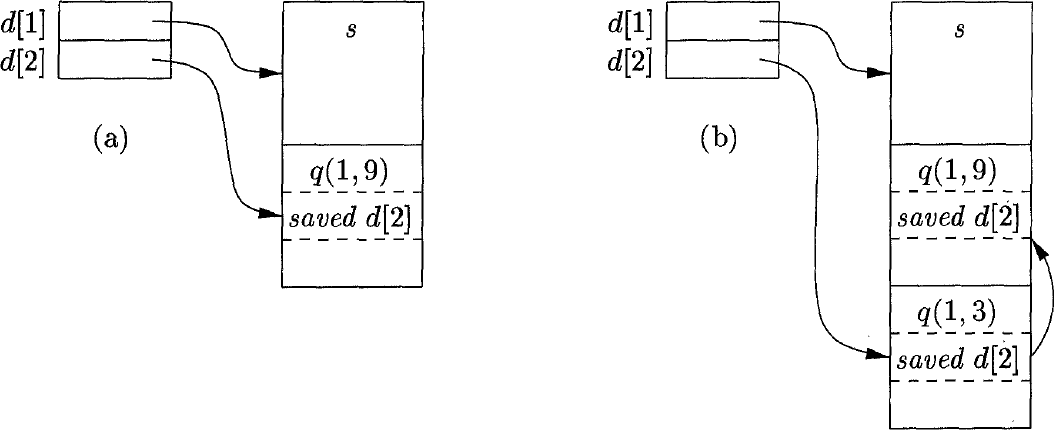 d[1]
d[2]
(a)
s
q(1,9)
saved d[2]
d[1]
d[2]
(b)
s
q(1,9)
saved d[2]
q(1,3)
saved d[2]